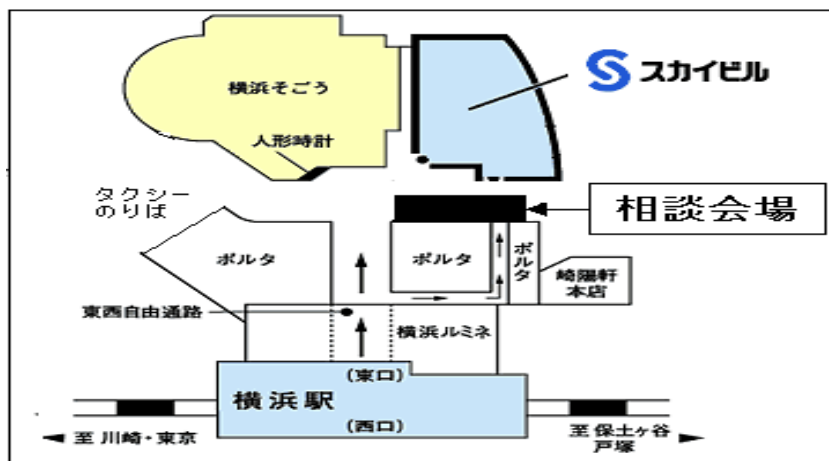 横浜そごう
スカイビル
人形時計
タクシー
のりば
相談会場
ポルタ
ポルタ
ポルタ
崎陽軒
本店
東西自由通路
横浜ルミネ
(東口)
横浜駅
(西口)
至 川崎・東京
至 保土ヶ谷
戸塚